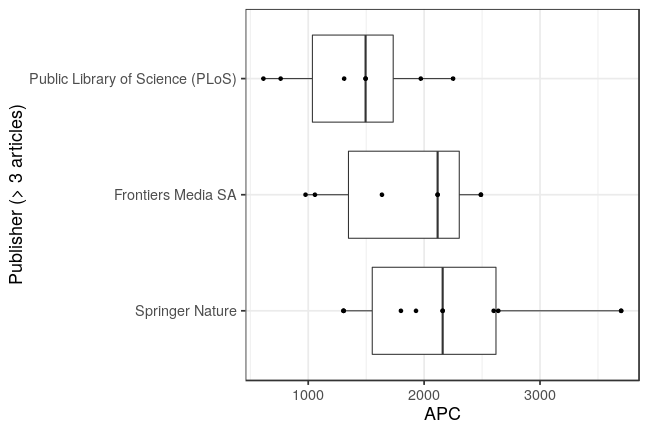 Publisher (> 3 articles)
Public Library of Science (PLoS)
Frontiers Media SA
Springer Nature
1000 2000 3000
APC